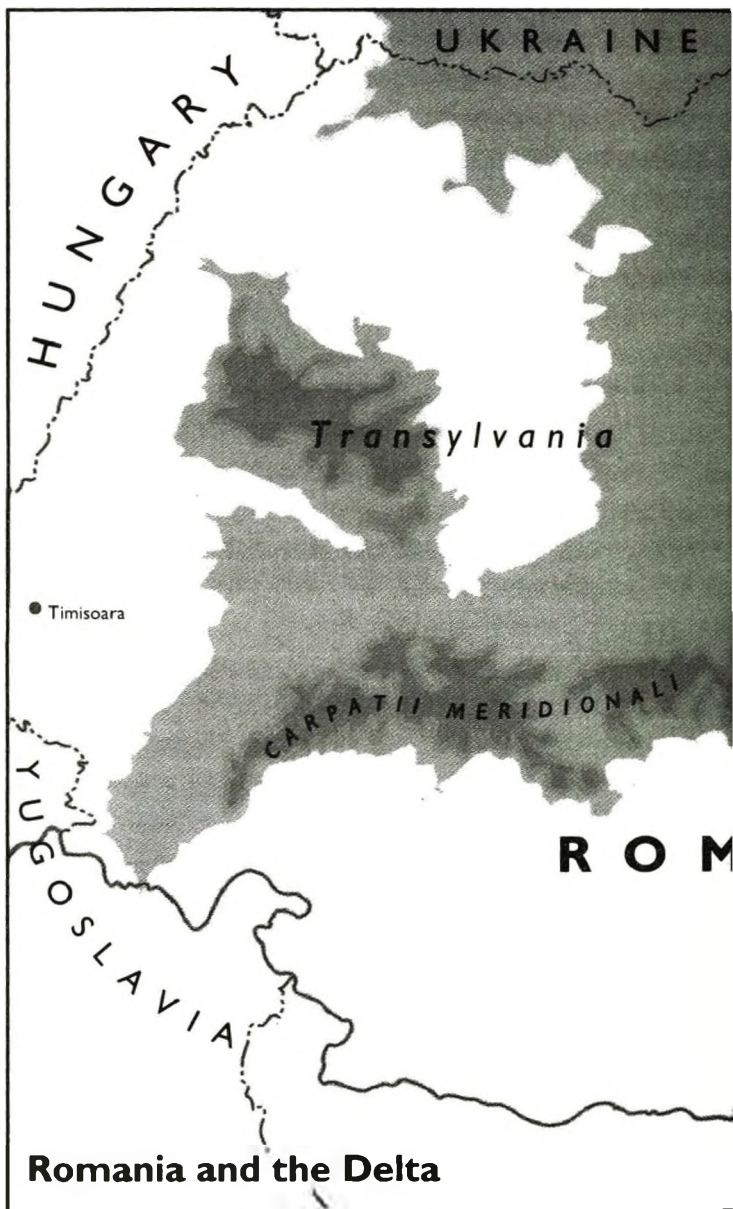 UKRAINE
HUNGARY
Transylvania
Timisoara
CARPATII MERIDIONALI
YUGOSLAVIA
ROM
Romania and the Delta